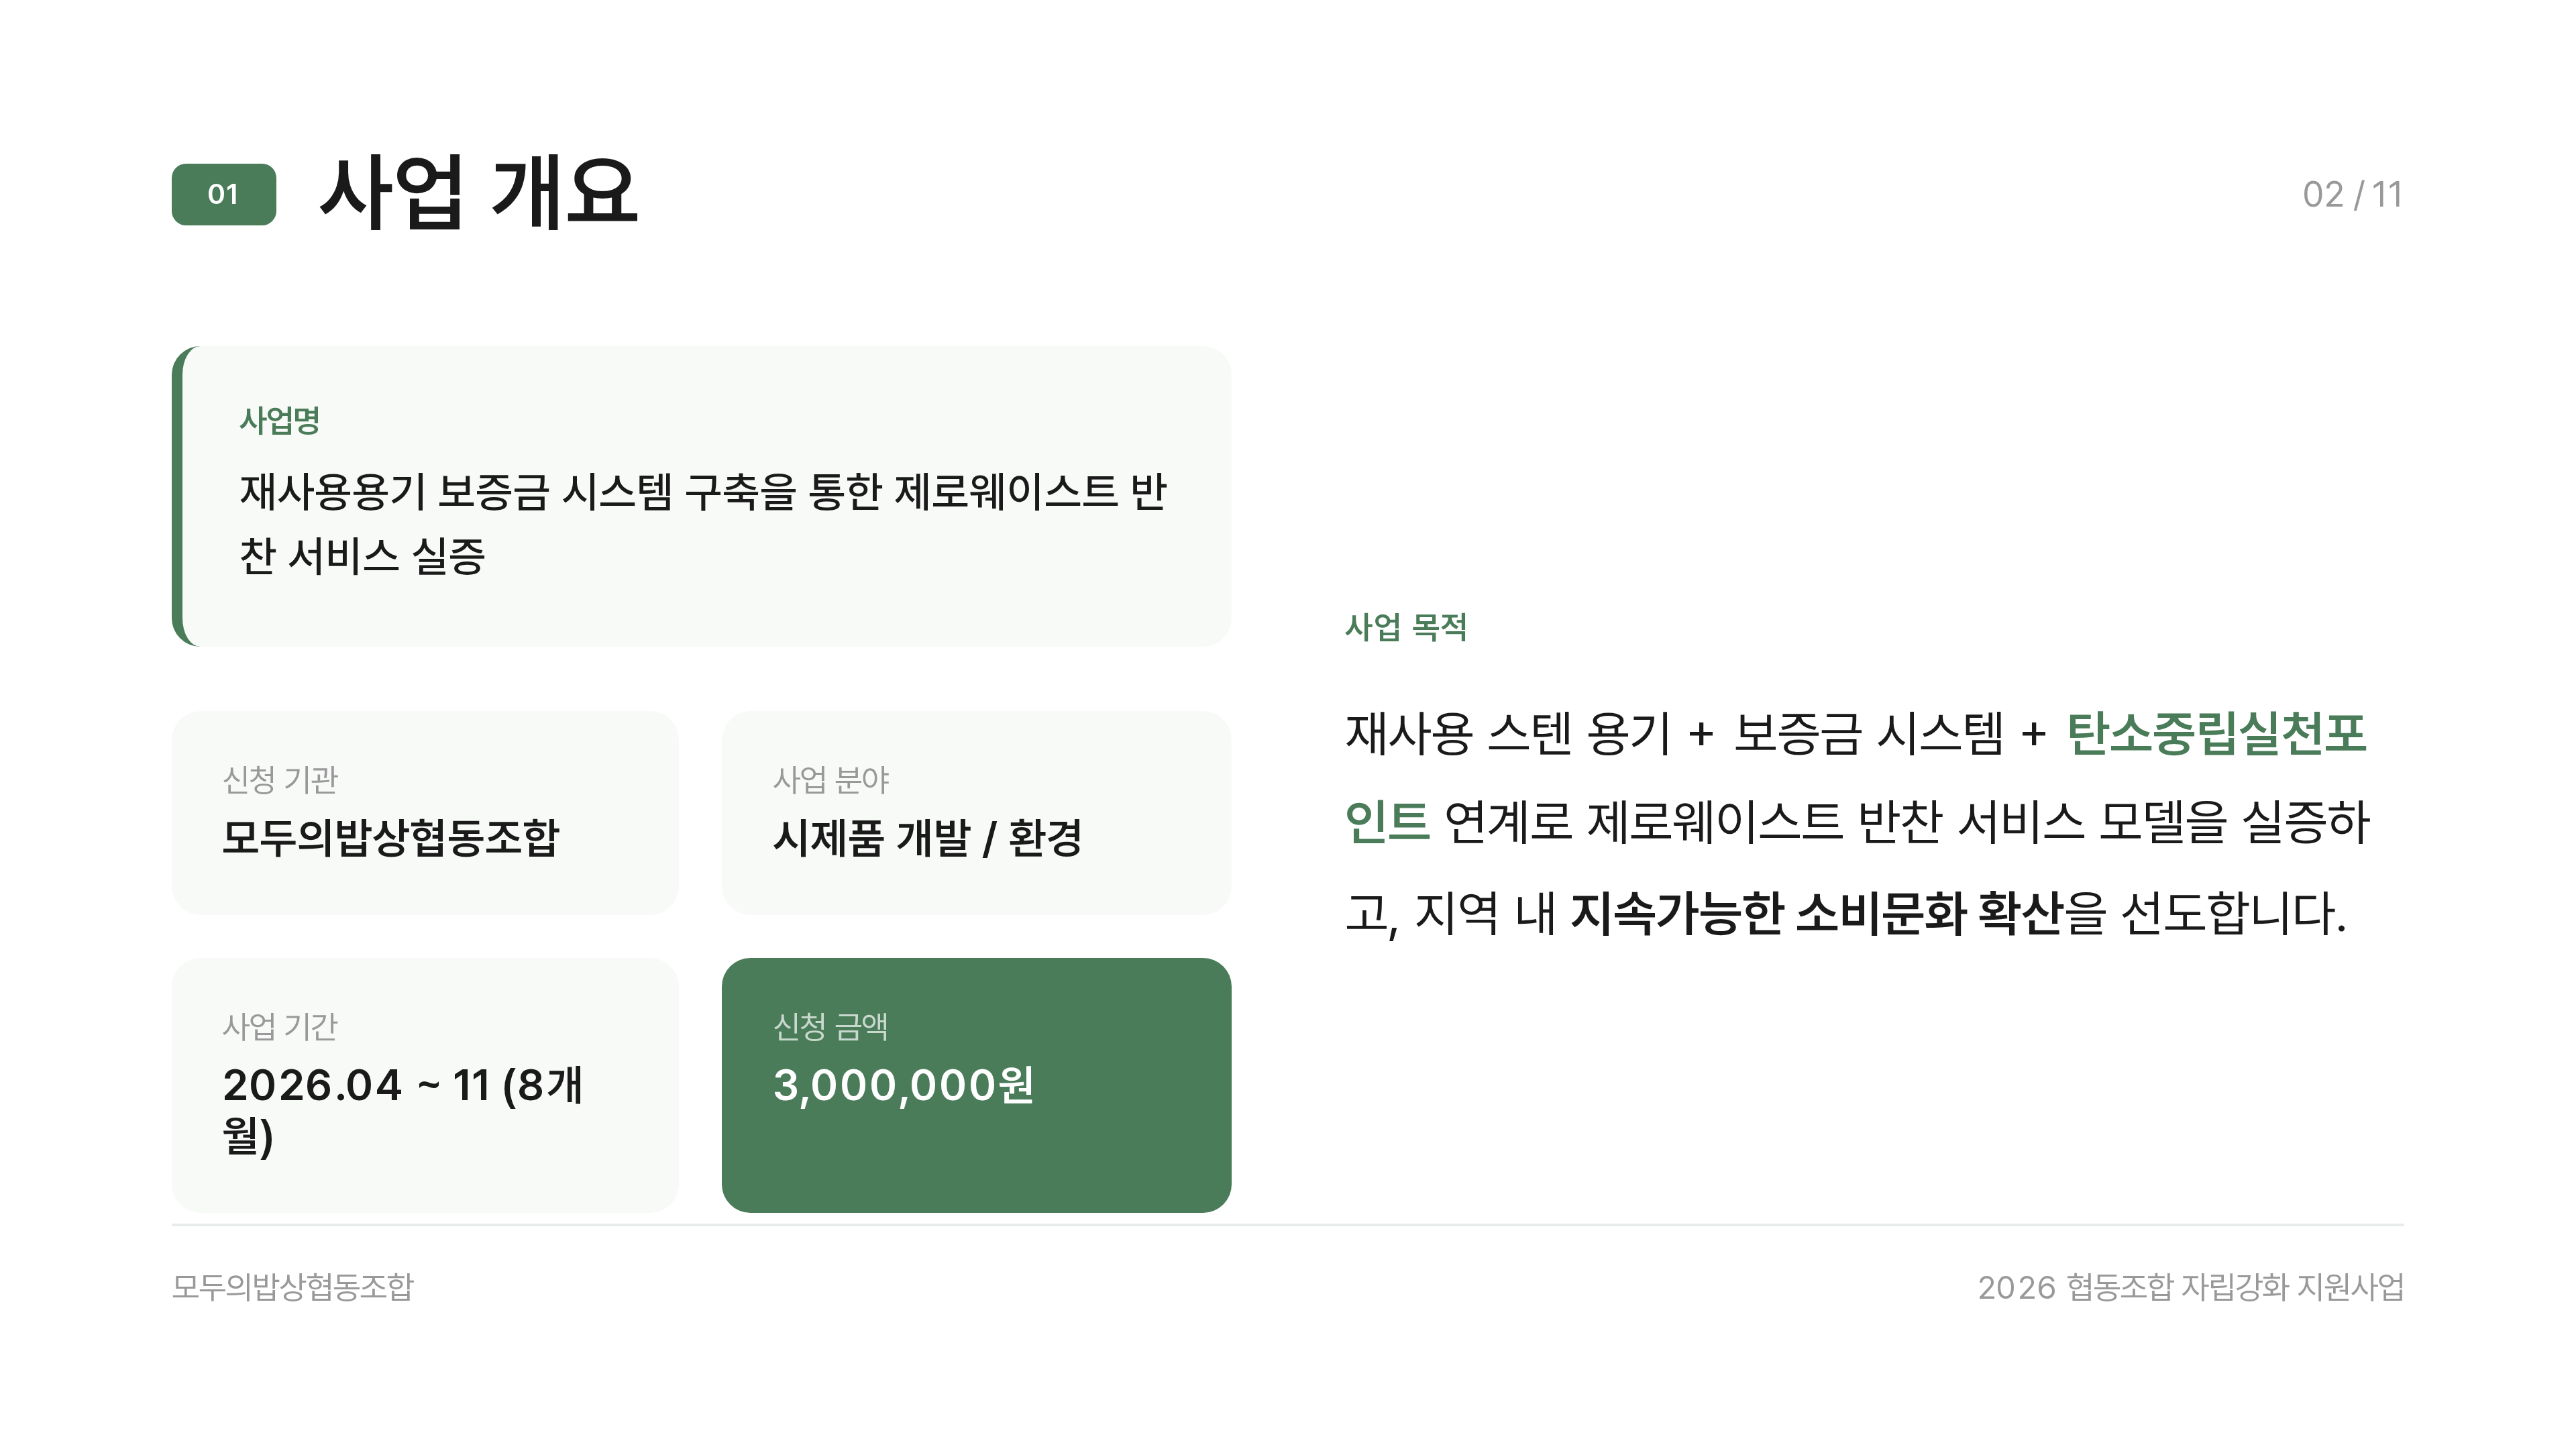 01
사업 개요
02 / 11
사업명
재사용용기 보증금 시스템 구축을 통한 제로웨이스트 반
찬 서비스 실증
신청 기관
모두의밥상협동조합
사업 분야
시제품 개발 / 환경
사업 기간
2026.04 ~ 11 (8개
월)
신청 금액
3,000,000원
사업 목적
재사용 스텐 용기 + 보증금 시스템 + 탄소중립실천포
인트 연계로 제로웨이스트 반찬 서비스 모델을 실증하
고, 지역 내 지속가능한 소비문화 확산을 선도합니다.
모두의밥상협동조합
2026 협동조합 자립강화 지원사업